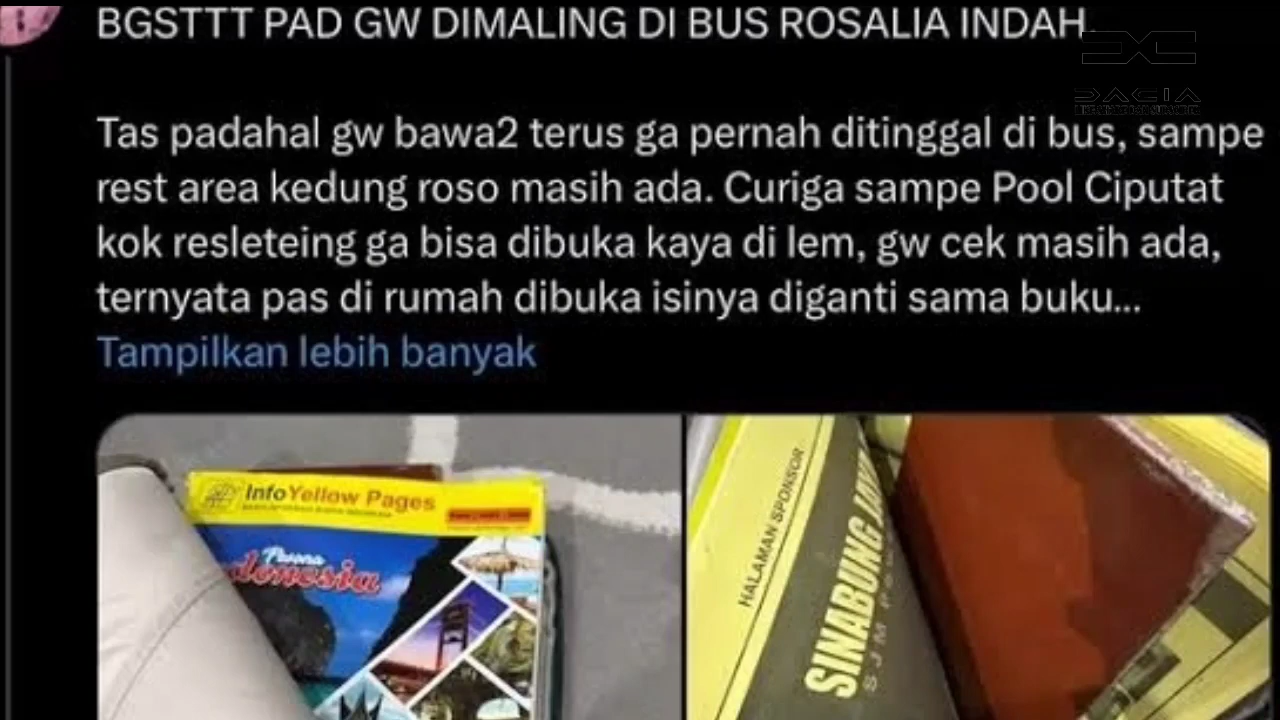 BGSTTT PAD GW DIMALING DI BUS ROSALIA INDAH.
DACIA
Tas padahal gw bawa2 terus ga pernah ditinggal di bus, sampe
rest area kedung roso masih ada. Curiga sampe Pool Ciputat
kok resleteing ga bisa dibuka kaya di lem, gw cek masih ada,
ternyata pas di rumah dibuka isinya diganti sama buku...
Tampilkan lebih banyak
InfoYellow Pages
Pesona
HALAMAN SPONSOR
SINABUNG
SJM